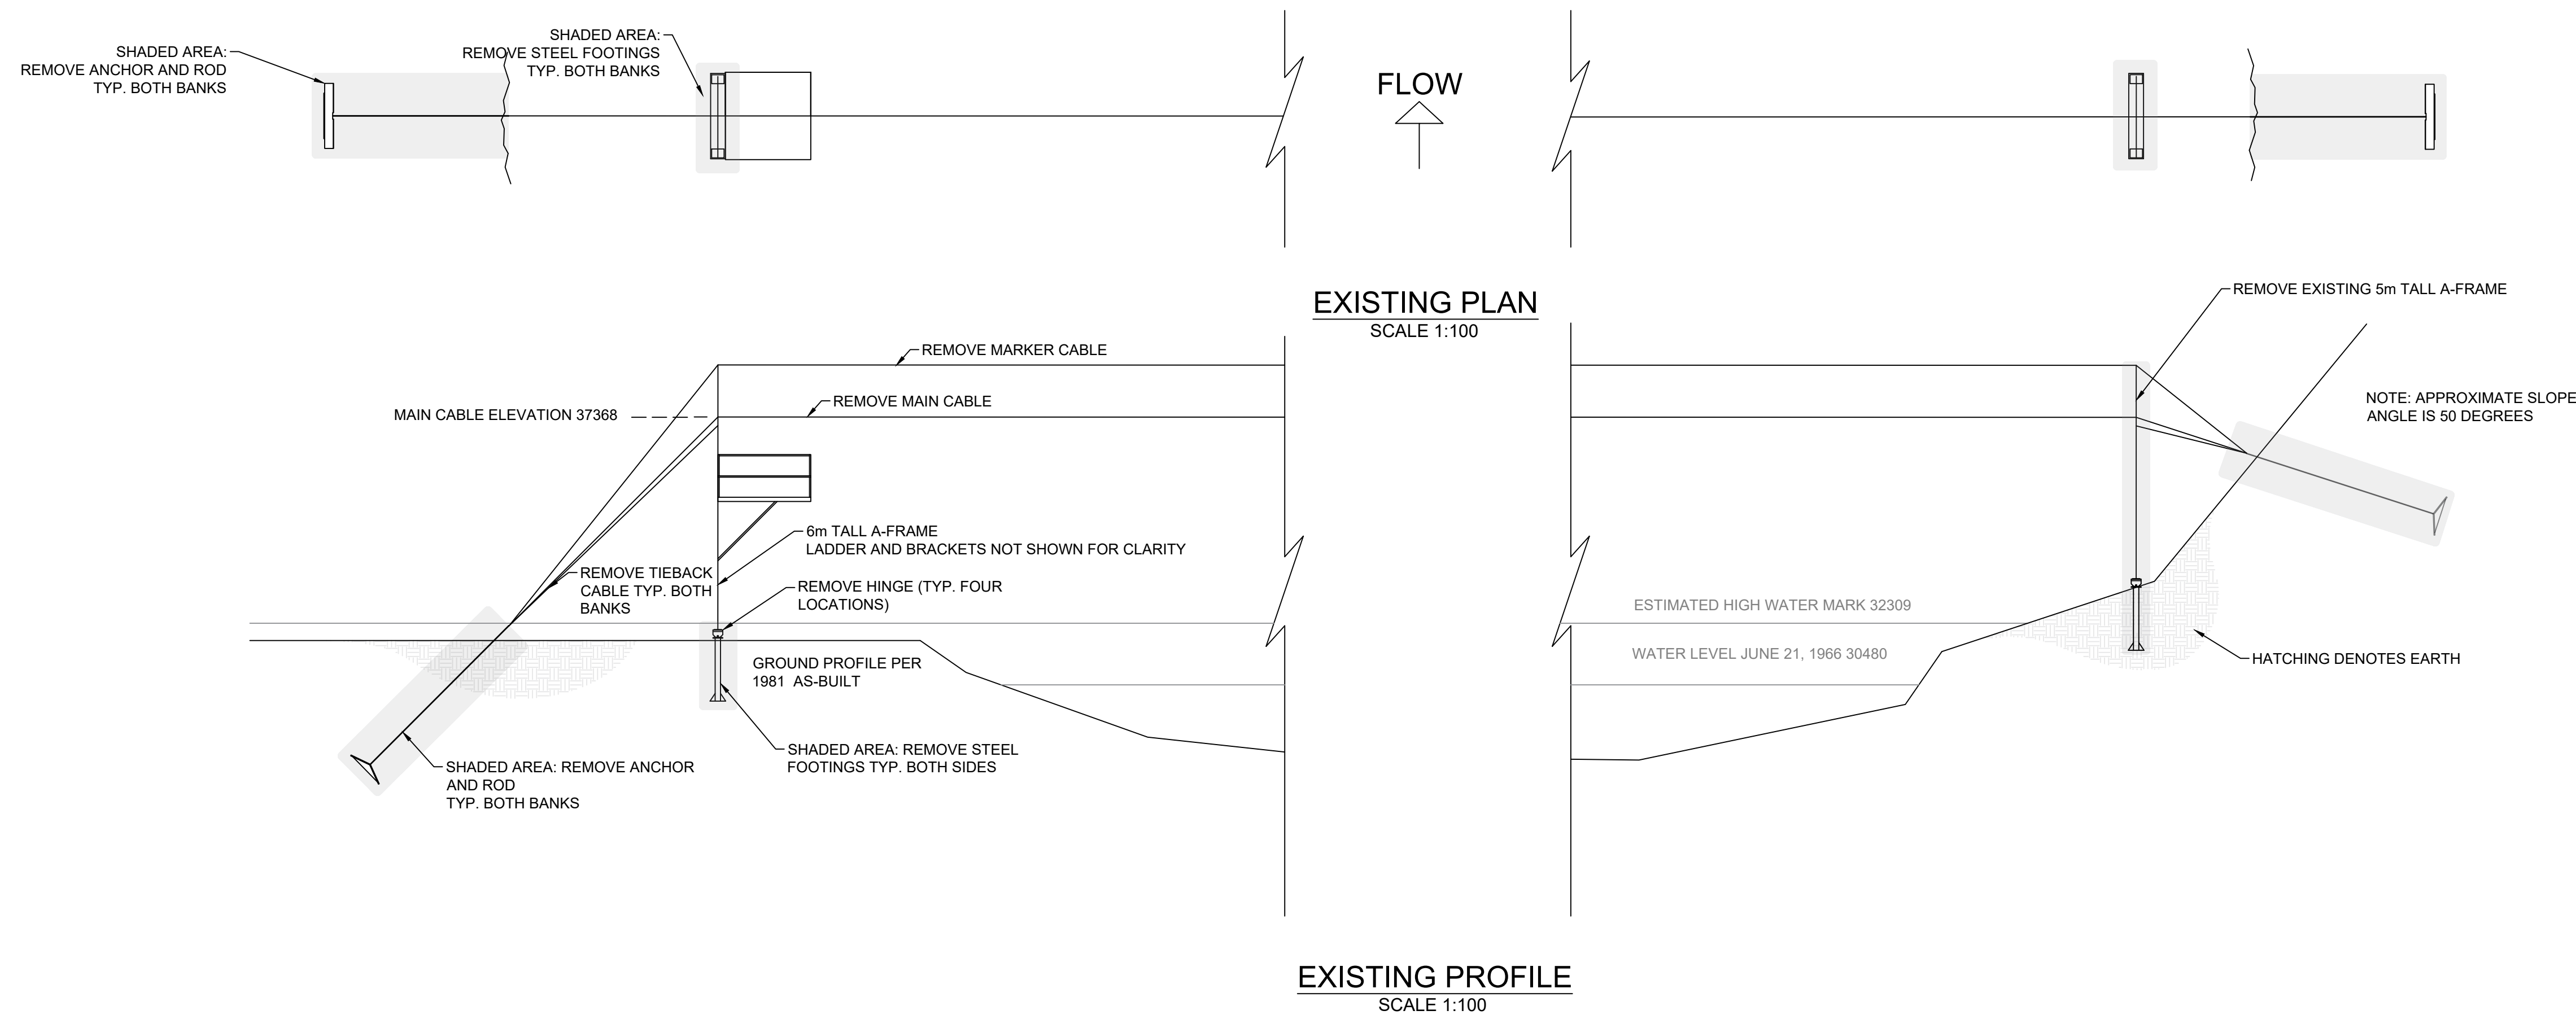 SHADED AREA:
REMOVE ANCHOR AND ROD
TYP. BOTH BANKS
SHADED AREA:
REMOVE STEEL FOOTINGS
TYP. BOTH BANKS
FLOW
EXISTING PLAN
SCALE 1:100
REMOVE EXISTING 5m TALL A-FRAME
REMOVE MARKER CABLE
REMOVE MAIN CABLE
MAIN CABLE ELEVATION 37368
NOTE: APPROXIMATE SLOPE
ANGLE IS 50 DEGREES
6m TALL A-FRAME
LADDER AND BRACKETS NOT SHOWN FOR CLARITY
REMOVE TIEBACK
CABLE TYP. BOTH
BANKS
REMOVE HINGE (TYP. FOUR
LOCATIONS)
ESTIMATED HIGH WATER MARK 32309
WATER LEVEL JUNE 21, 1966 30480
GROUND PROFILE PER
1981 AS-BUILT
HATCHING DENOTES EARTH
SHADED AREA: REMOVE STEEL
FOOTINGS TYP. BOTH SIDES
SHADED AREA: REMOVE ANCHOR
AND ROD
TYP. BOTH BANKS
EXISTING PROFILE
SCALE 1:100